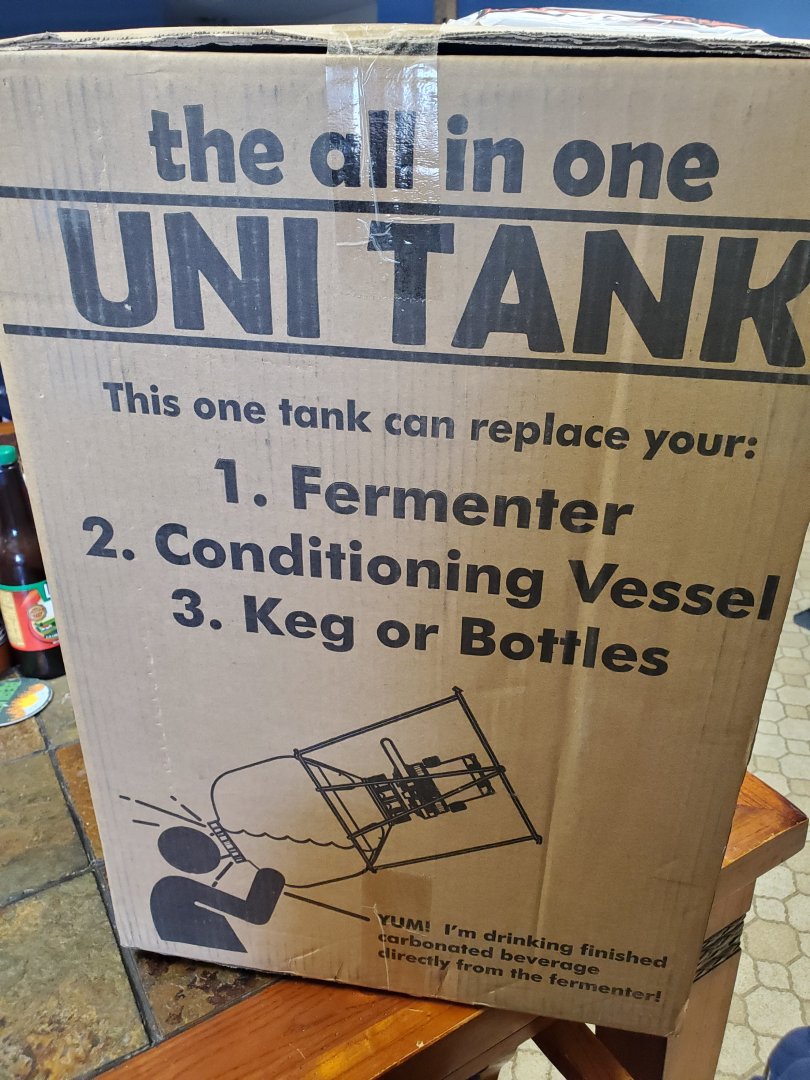 the all in one
UNI TANK
This one tank can replace your:
1. Fermenter
2. Conditioning Vessel
3. Keg or Bottles
YUM! I'm drinking finished
carbonated beverage
directly from the fermenter!